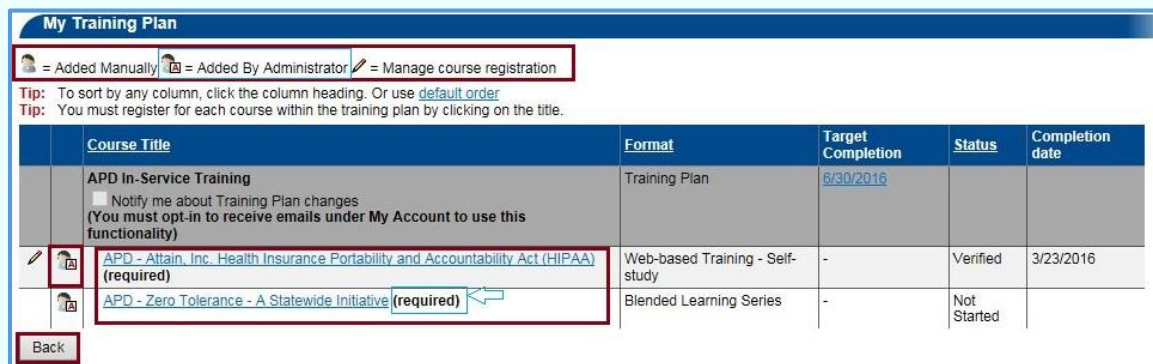 My Training Plan
= Added Manually A = Added By Administrator = Manage course registration
Tip: To sort by any column, click the column heading. Or use default order
Tip: You must register for each course within the training plan by clicking on the title.
Course Title Format Target Completion Status Completion date
APD In-Service Training Training Plan 6/30/2016
Notify me about Training Plan changes
(You must opt-in to receive emails under My Account to use this
functionality)
A APD - Attain, Inc. Health Insurance Portability and Accountability Act (HIPAA) Web-based Training - Self- - Verified 3/23/2016
(required) study
A APD - Zero Tolerance - A Statewide Initiative (required) Blended Learning Series - Not
Started
Back